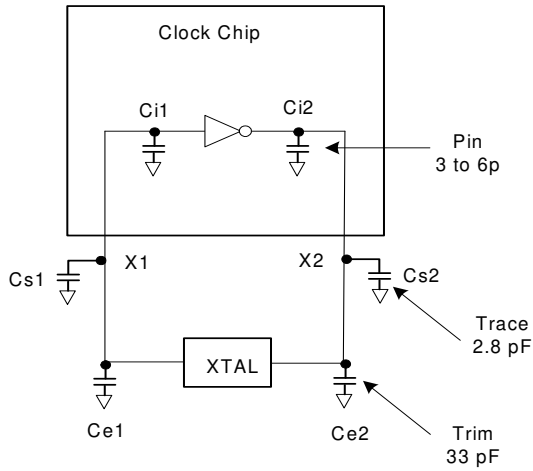 Clock Chip
Ci1
Ci2
Pin
3 to 6p
X1
X2
Cs1
Cs2
Trace
2.8 pF
XTAL
Ce1
Ce2
Trim
33 pF